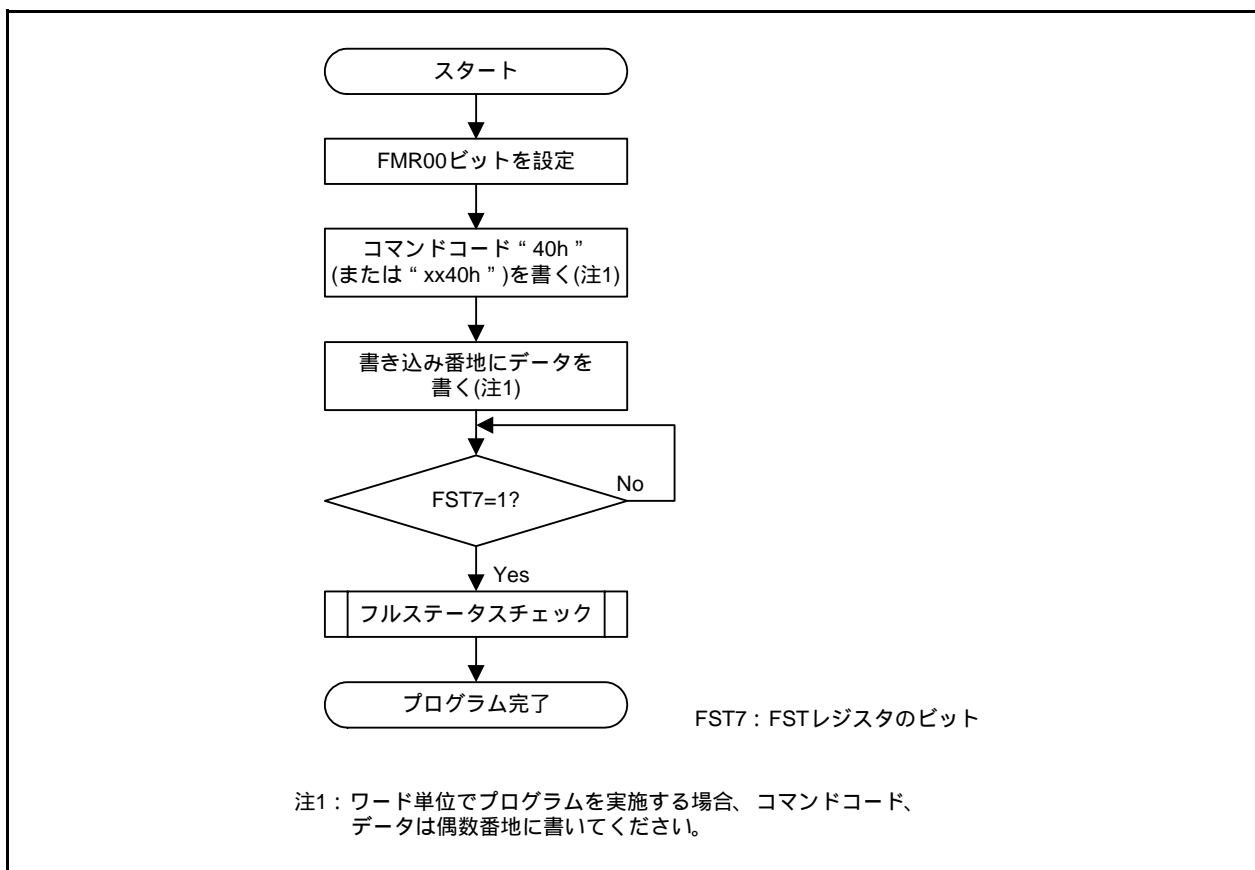 スタート
FMR00ビットを設定
コマンドコード“ 40h ”
(または“ xx40h ” )を書く(注1)
書き込み番地にデータを
書く(注1)
No
FST7=1?
Yes
フルステータスチェック
プログラム完了
FST7 : FSTレジスタのビット
注1 : ワード単位でプログラムを実施する場合、コマンドコード、
データは偶数番地に書いてください。